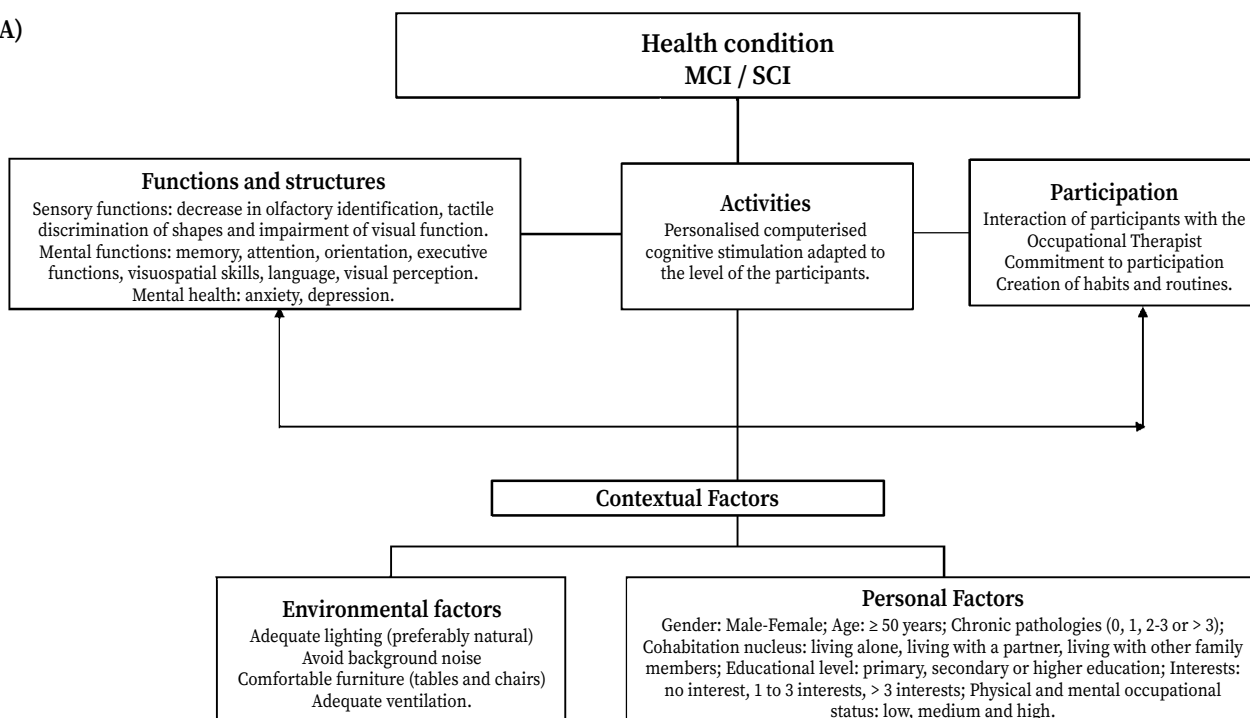 A)
Health condition
MCI / SCI
Functions and structures
Sensory functions: decrease in olfactory identification, tactile
discrimination of shapes and impairment of visual function.
Mental functions: memory, attention, orientation, executive
functions, visuospatial skills, language, visual perception.
Mental health: anxiety, depression.
Activities
Personalised computerised
cognitive stimulation adapted to
the level of the participants.
Participation
Interaction of participants with the
Occupational Therapist
Commitment to participation
Creation of habits and routines.
Contextual Factors
Environmental factors
Adequate lighting (preferably natural)
Avoid background noise
Comfortable furniture (tables and chairs)
Adequate ventilation.
Personal Factors
Gender: Male-Female; Age: ≥ 50 years; Chronic pathologies (0, 1, 2-3 or > 3);
Cohabitation nucleus: living alone, living with a partner, living with other family
members; Educational level: primary, secondary or higher education; Interests:
no interest, 1 to 3 interests, > 3 interests; Physical and mental occupational
status: low, medium and high.